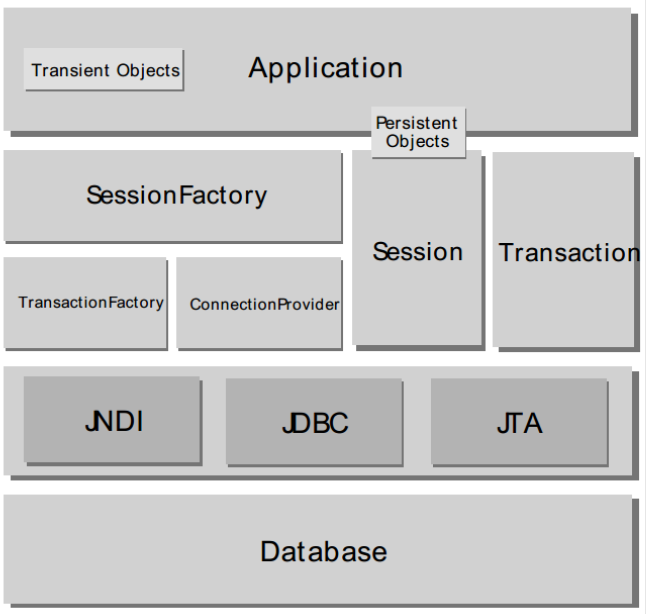 Transient Objects
Application
Persistent
Objects
SessionFactory
Session
Transaction
TransactionFactory
ConnectionProvider
JNDI
JDBC
JTA
Database